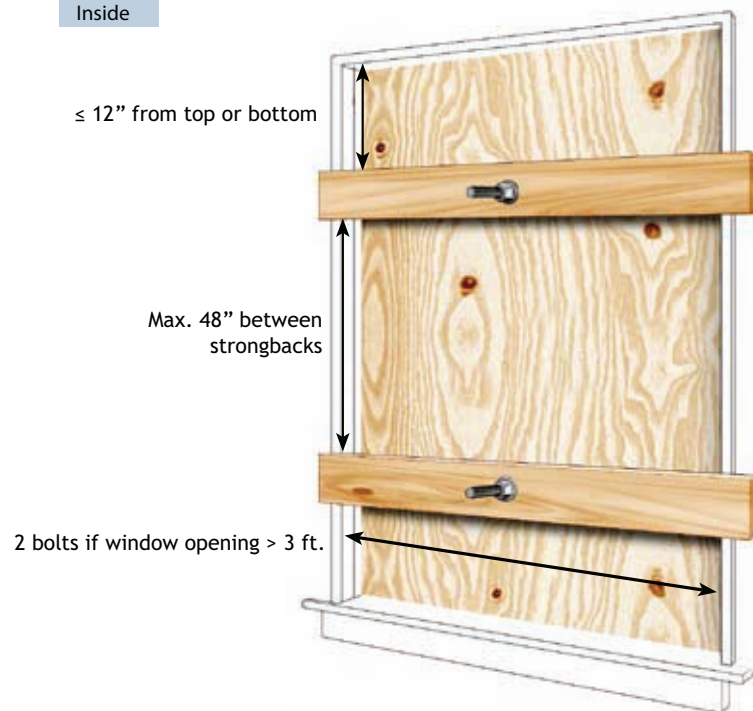 Inside
≤ 12” from top or bottom
Max. 48” between
strongbacks
2 bolts if window opening > 3 ft.